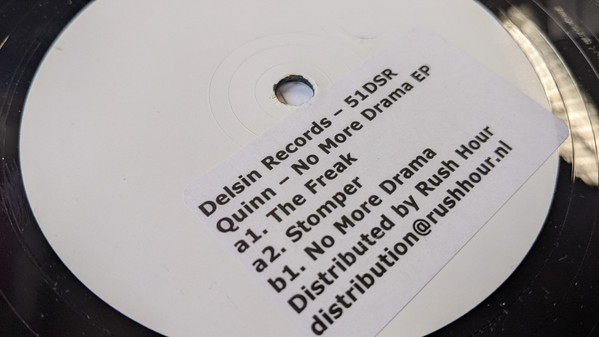 Delsin Records – 51DSR
Quinn – No More Drama EP
a1. The Freak
a2. Stomper
b1. No More Drama
Distributed by Rush Hour
distribution@rushhour.nl